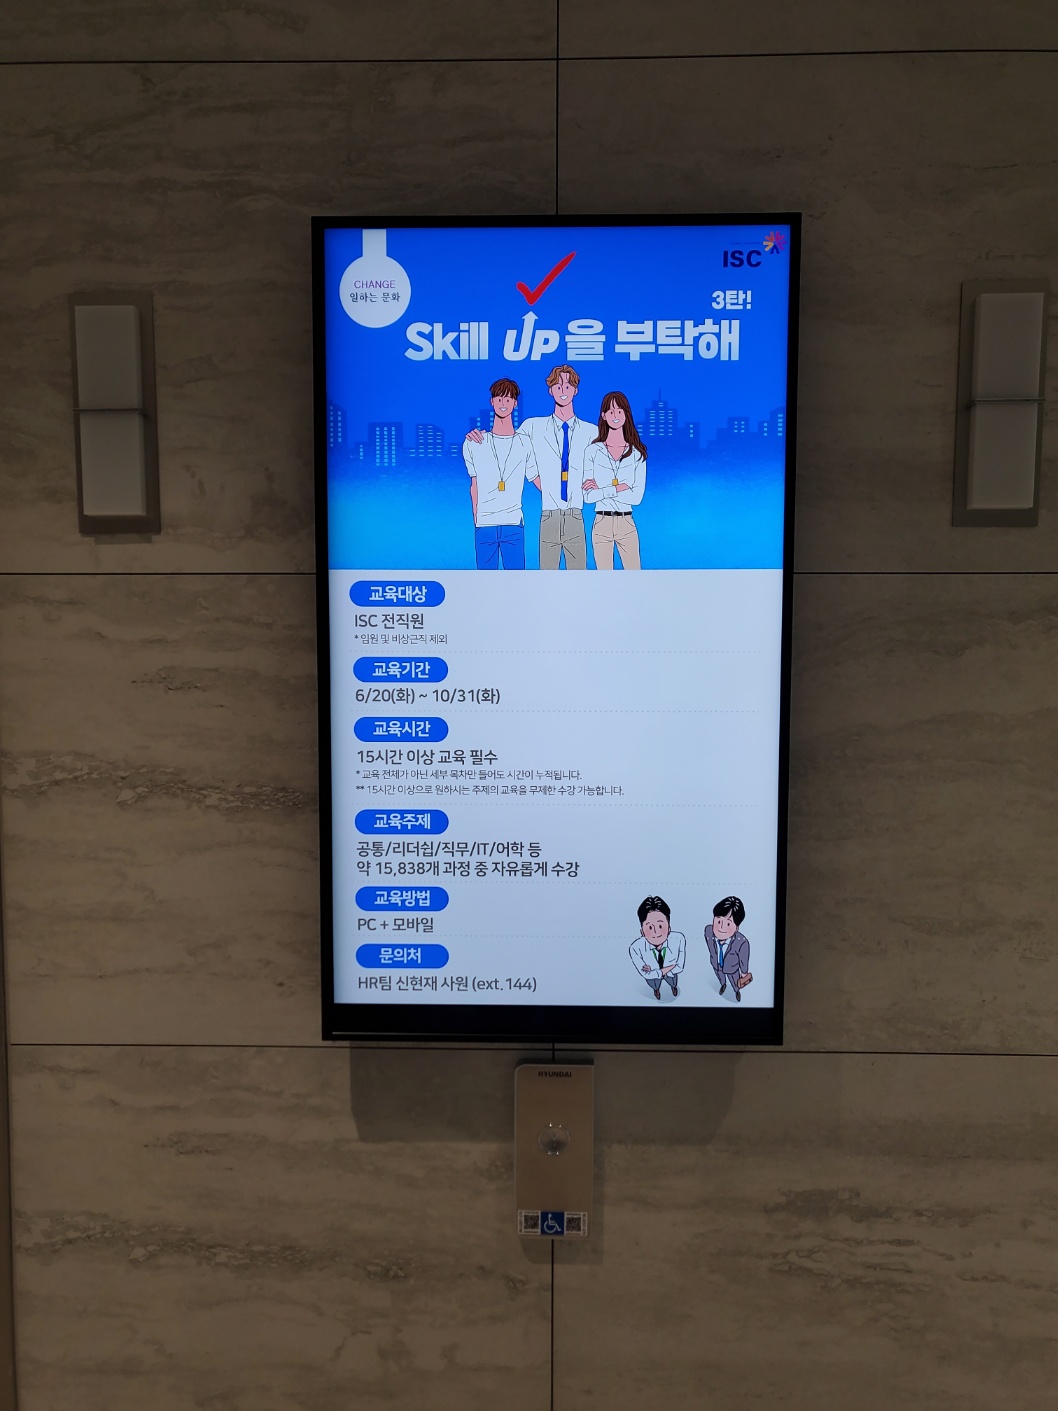 CHANGE
일하는 문화
ISC
3탄!
Skill UP을 부탁해
교육대상
ISC 전직원
* 임원 및 비상근직 제외
교육기간
6/20(화) ~ 10/31(화)
교육시간
15시간 이상 교육 필수
* 교육 전체가 아닌 세부 목차만 들어도 시간이 누적됩니다.
** 15시간 이상으로 원하시는 주제의 교육을 무제한 수강 가능합니다.
교육주제
공통/리더쉽/직무/IT/어학 등
약 15,838개 과정 중 자유롭게 수강
교육방법
PC + 모바일
문의처
HR팀 신현재 사원 (ext.144)
HYUNDAI